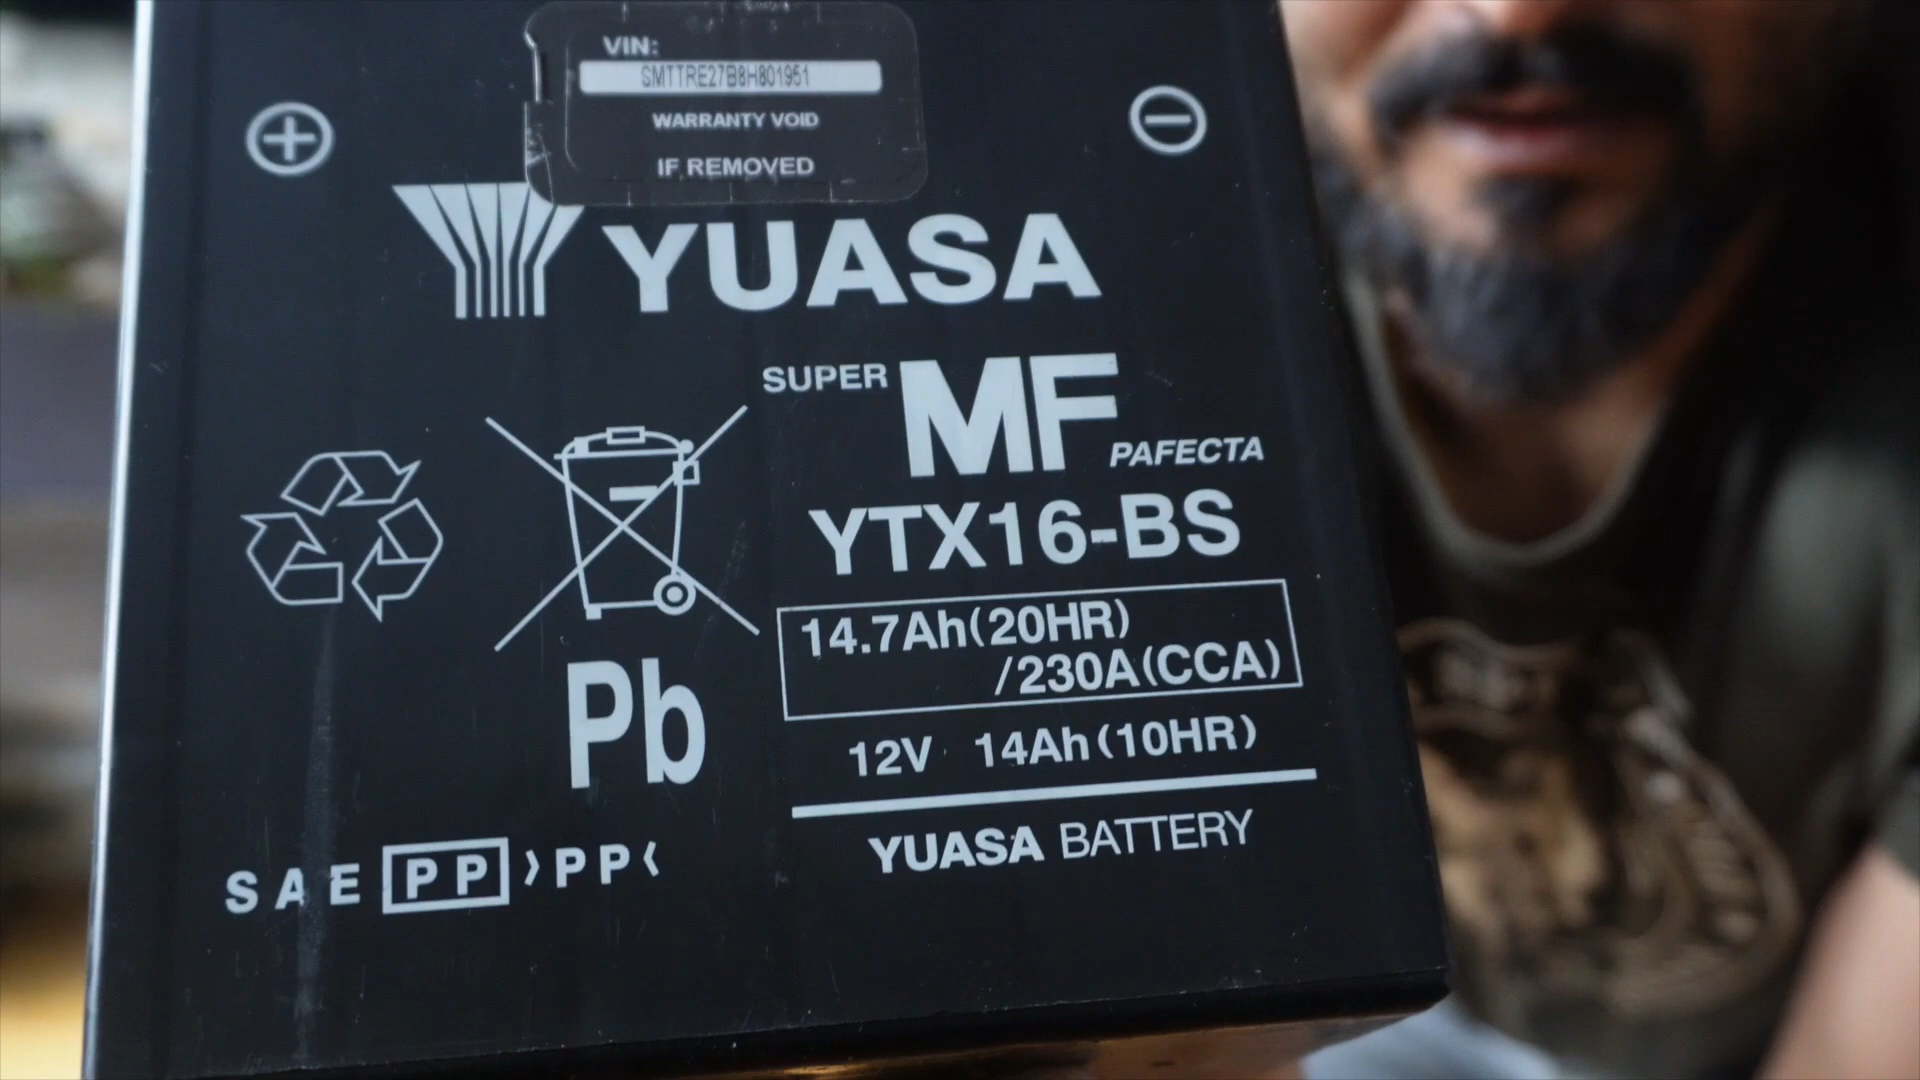 VIN:
SMTTRE27B8H801951
WARRANTY VOID
IF REMOVED
YUASA
SUPER MF PAFECTA
YTX16-BS
14.7Ah(20HR)
/230A(CCA)
12V 14Ah(10HR)
Pb
YUASA BATTERY
SAE PP >PP<